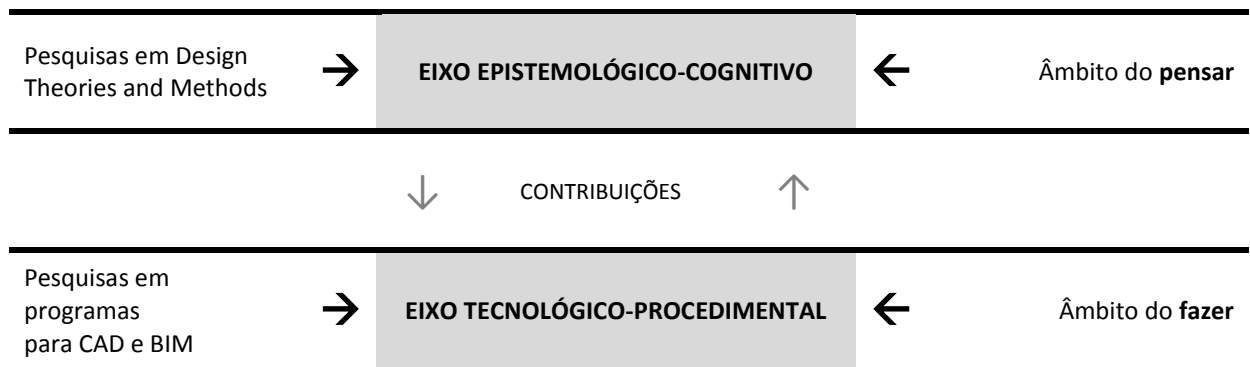 Pesquisas em Design
Theories and Methods
→ EIXO EPISTEMOLÓGICO-COGNITIVO ← Âmbito do pensar
↓ CONTRIBUIÇÕES ↑
Pesquisas em
programas
para CAD e BIM
→ EIXO TECNOLÓGICO-PROCEDIMENTAL ← Âmbito do fazer